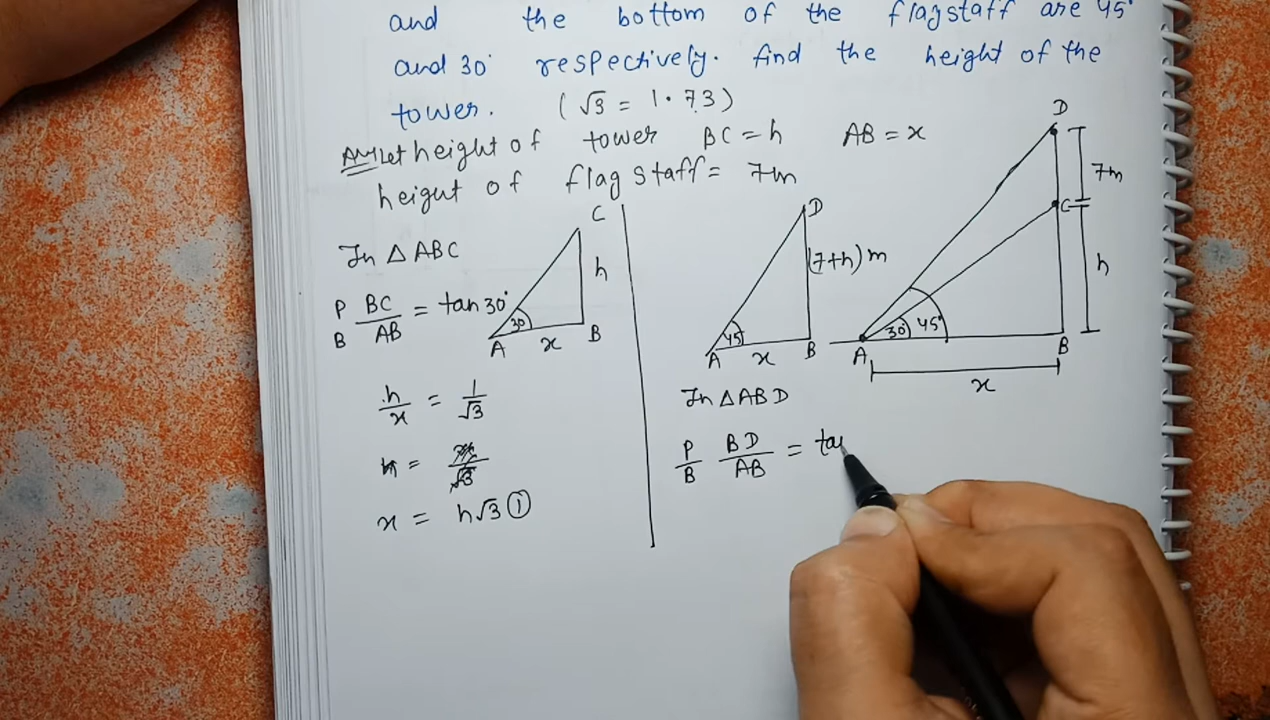 and the bottom of the flagstaff are 45°
and 30° respectively. find the height of the
tower. (√3 = 1.73)
Let height of tower BC = h AB = x
height of flag staff = 7m
In △ ABC
P/B BC/AB = tan 30°
h/x = 1/√3
x = h√3 ①
C
h
30
A x B
D
(7+h) m
45
A x B
In △ ABD
P/B BD/AB = tan
D
7m
C
h
30° 45°
A B
x